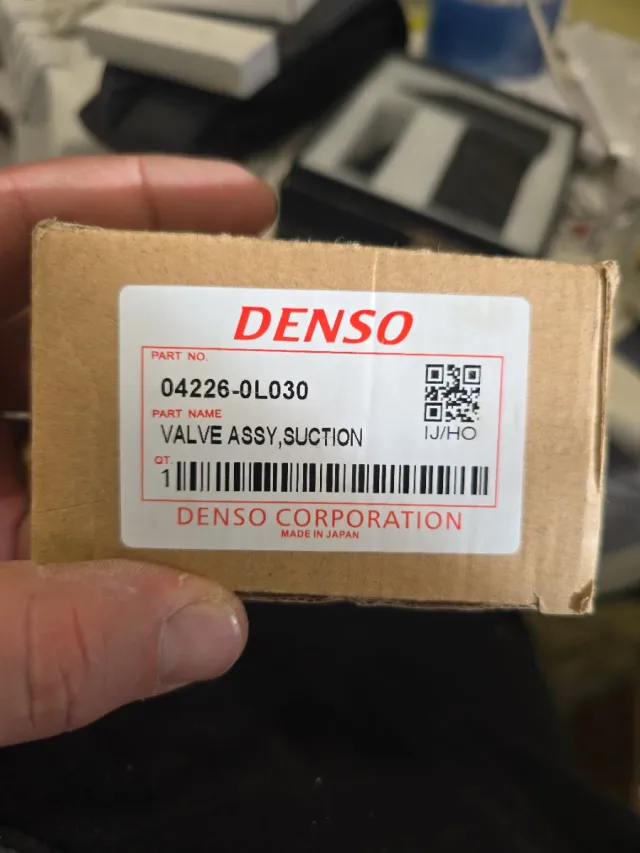 DENSO
PART NO.
04226-0L030
PART NAME
VALVE ASSY,SUCTION
IJ/HO
QT
1
DENSO CORPORATION
MADE IN JAPAN